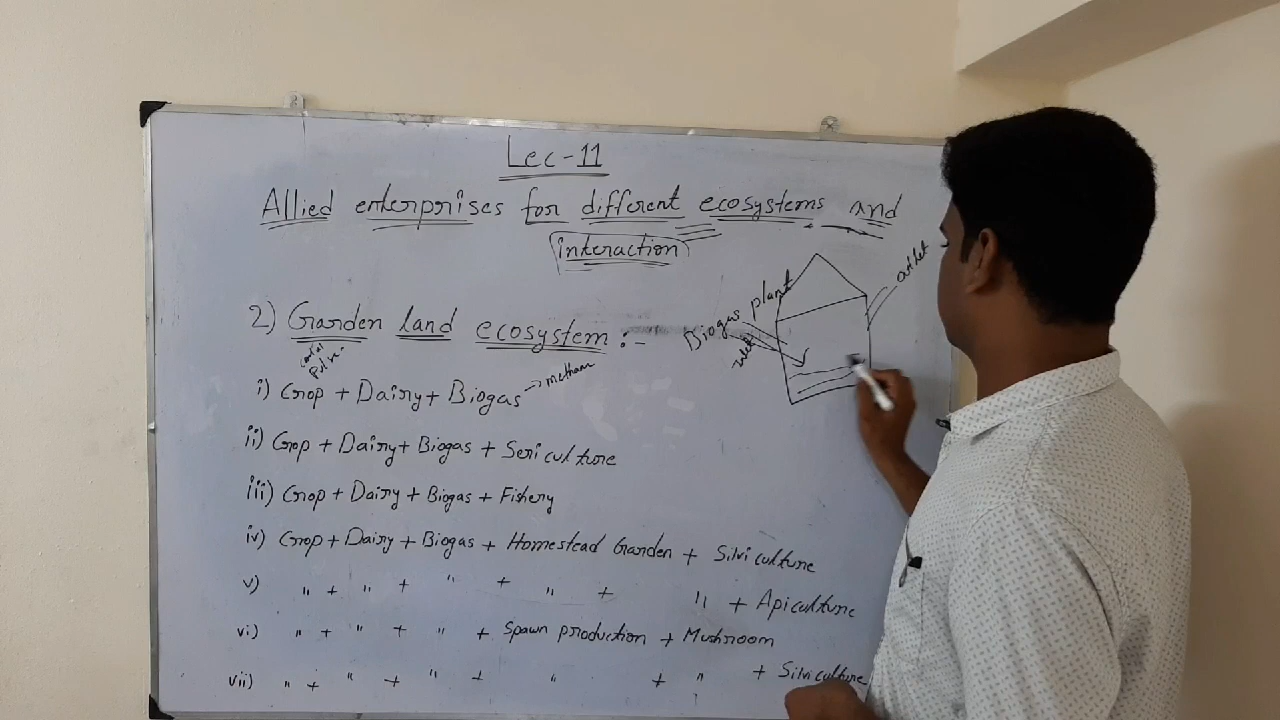 Lec-11
Allied enterprises for different ecosystems and
interaction
2) Garden land ecosystem :-
i) Crop + Dairy + Biogas → methan
ii) Crop + Dairy + Biogas + Sericulture
iii) Crop + Dairy + Biogas + Fishery
iv) Crop + Dairy + Biogas + Homestead Garden + Silviculture
v) " + " + " + " + " + Apiculture
vi) " + " + " + Spawn production + Mushroom
vii) " + " + " + " + " + Silviculture
Biogas plant
inlet
outlet